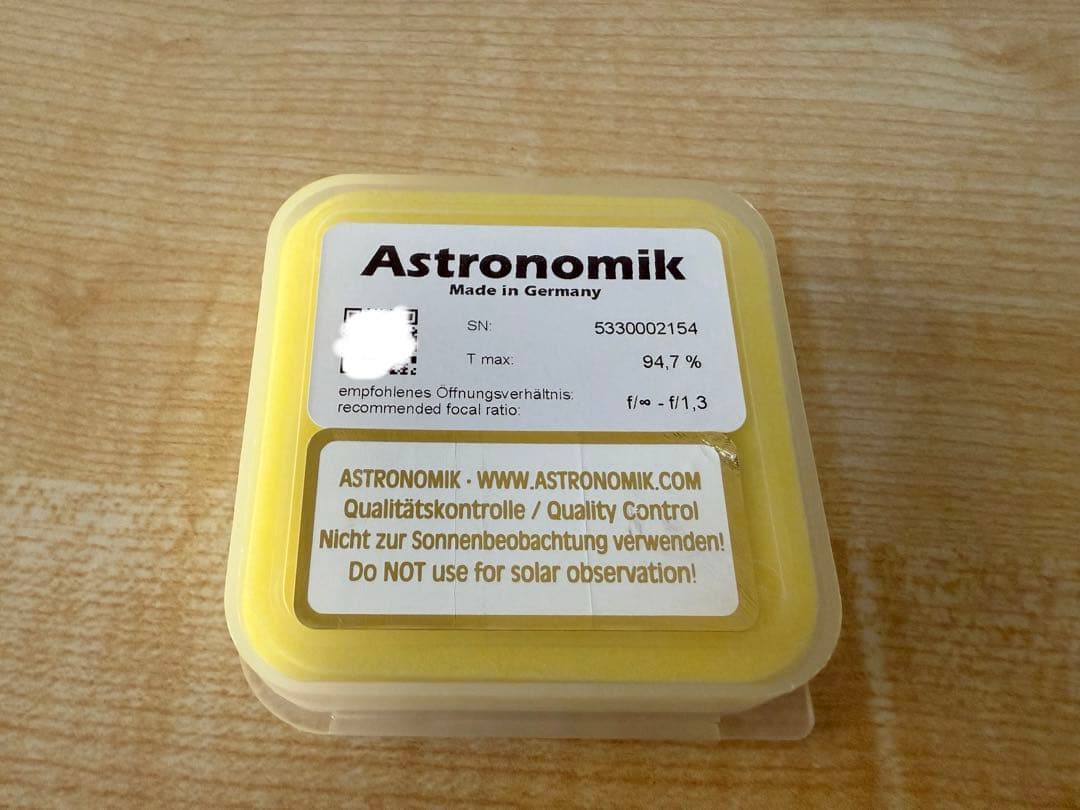 Astronomik
Made in Germany
SN: 5330002154
T max: 94,7 %
empfohlenes Öffnungsverhältnis:
recommended focal ratio: f/∞ - f/1,3
ASTRONOMIK · WWW.ASTRONOMIK.COM
Qualitätskontrolle / Quality Control
Nicht zur Sonnenbeobachtung verwenden!
Do NOT use for solar observation!